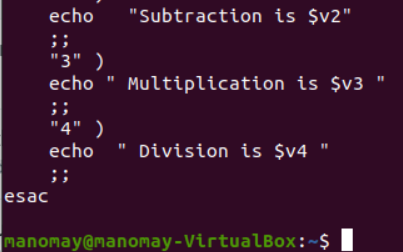 echo   "Subtraction is $v2"
;;
"3" )
echo " Multiplication is $v3 "
;;
"4" )
echo  " Division is $v4 "
;;
esac
manomay@manomay-VirtualBox:~$